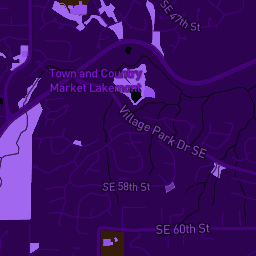 SE 47th St
Town and Country
Market Lakemont
Village Park Dr SE
SE 58th St
SE 60th St